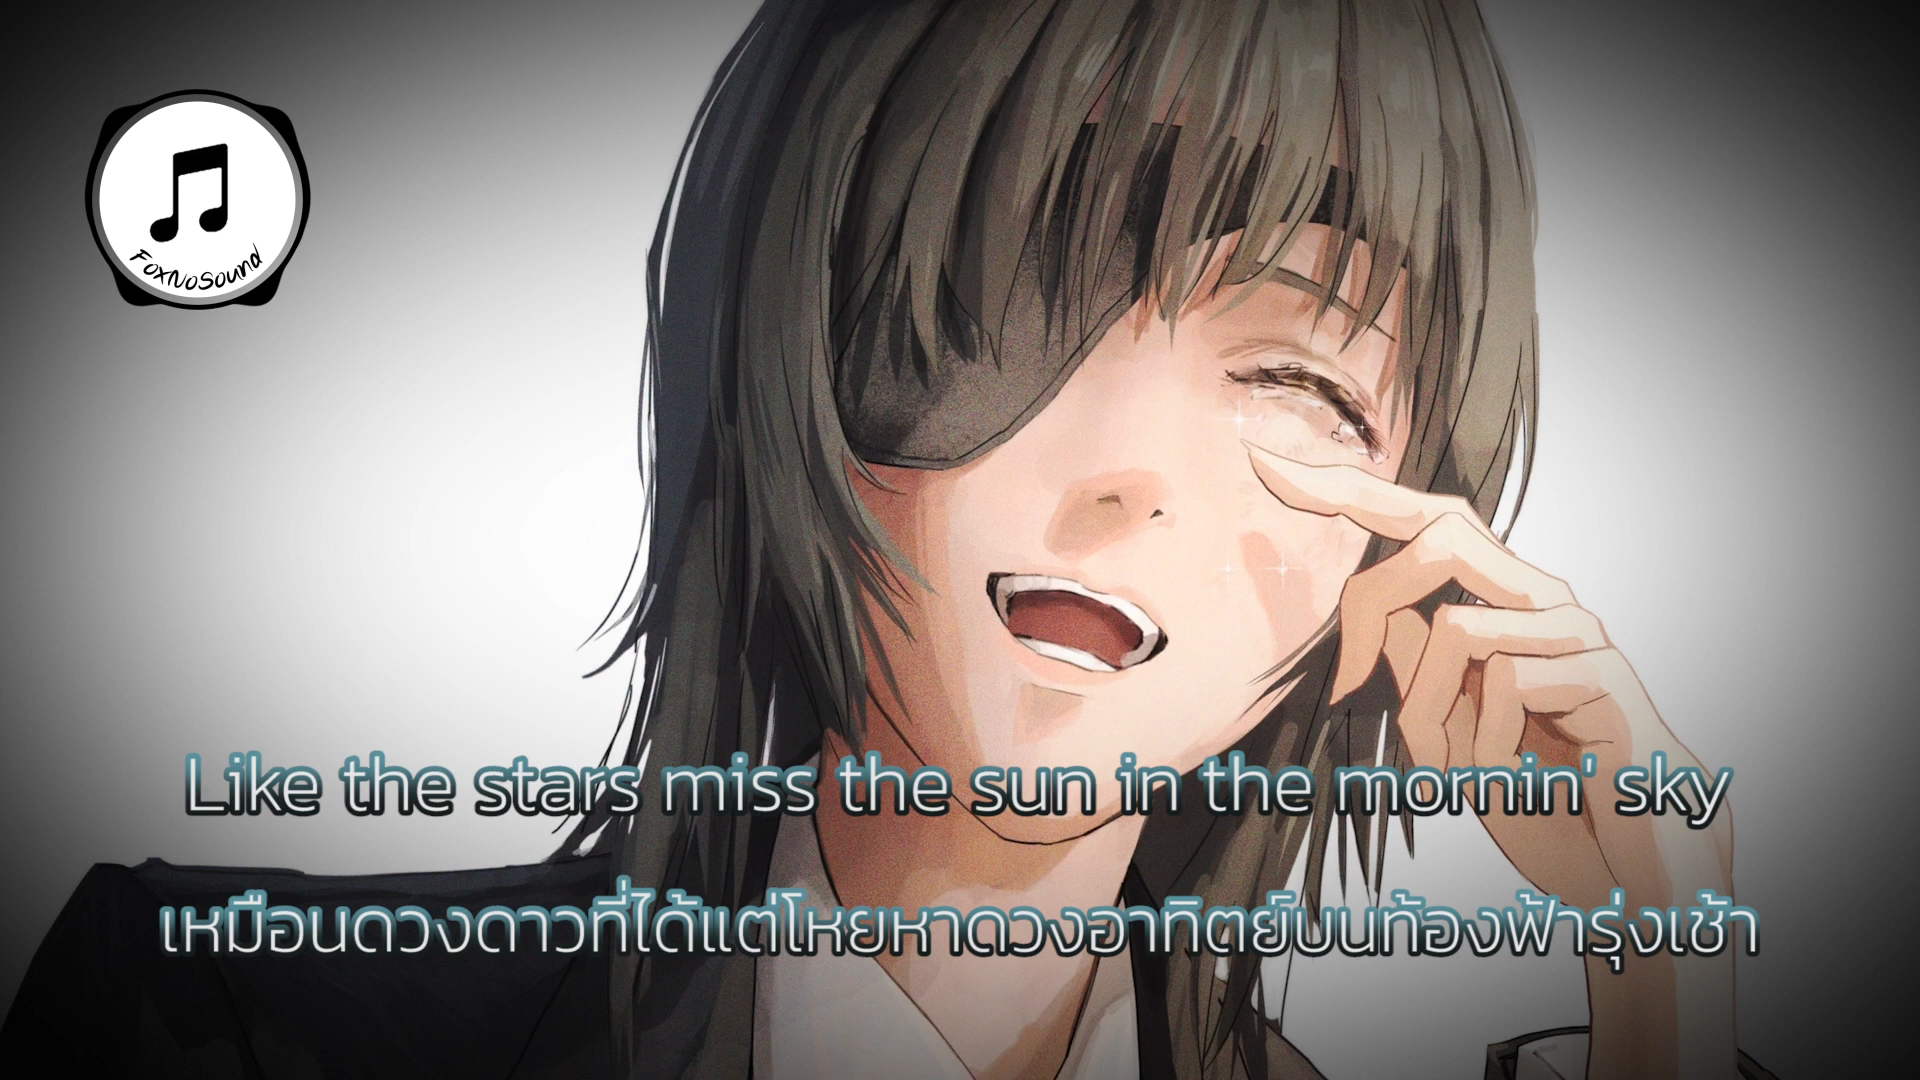 FoxNoSound
Like the stars miss the sun in the mornin' sky
เหมือนดวงดาวที่ได้แต่โหยหาดวงอาทิตย์บนท้องฟ้ารุ่งเช้า